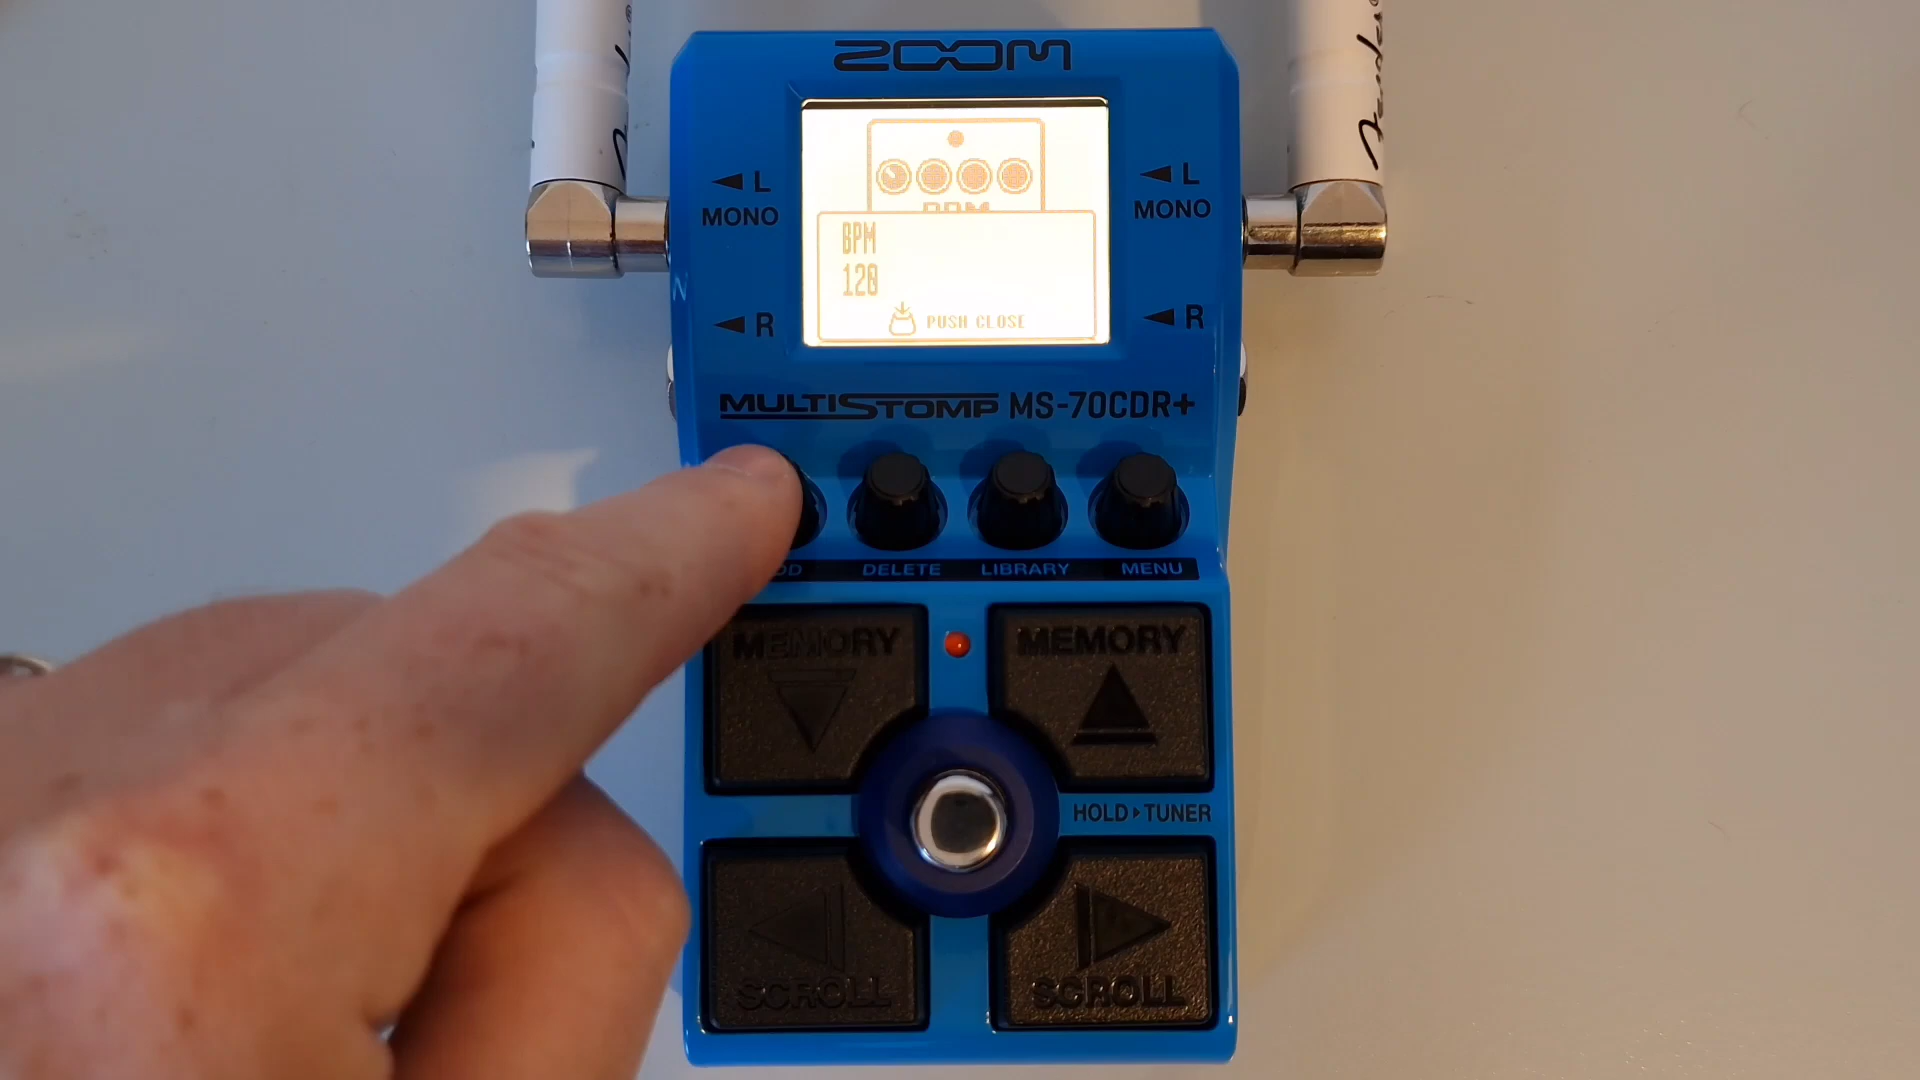 ZOOM
BPM
120
PUSH CLOSE
L
MONO
R
L
MONO
R
MULTISTOMP MS-70CDR+
DELETE LIBRARY MENU
MEMORY MEMORY
HOLD▸TUNER
SCROLL SCROLL
Fender